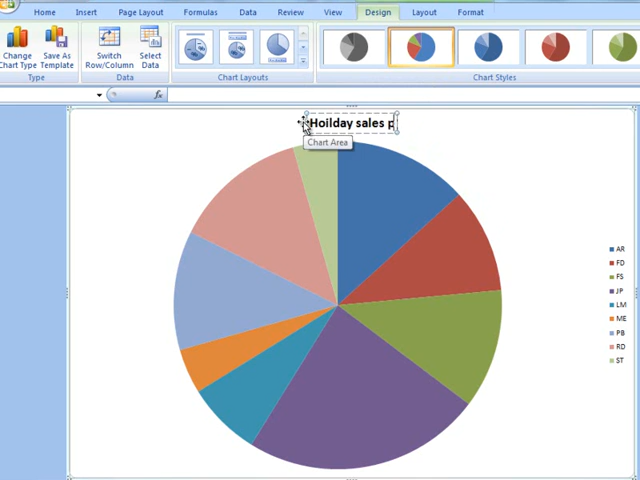 Home Insert Page Layout Formulas Data Review View Design Layout Format
Change Chart Type
Save As Template
Switch Row/Column
Select Data
Type Data Chart Layouts Chart Styles
fx
Hoilday sales p
Chart Area
AR
FD
FS
JP
LM
ME
PB
RD
ST